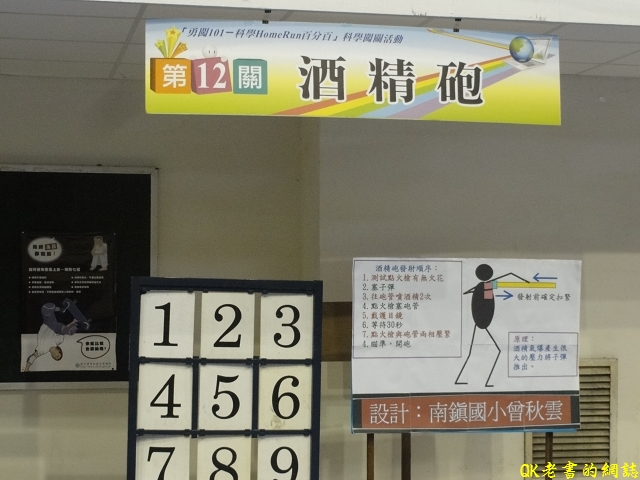 「勇闖101－科學HomeRun百分百」科學闖關活動
第12關 酒精砲
酒精砲發射順序：
1.測試點火槍有無火花
2.塞子彈
3.往砲管噴酒精2次
4.點火槍塞砲管
5.戴護目鏡
6.等待30秒
7.點火槍與砲管兩相壓緊
8.瞄準、開砲
發射前確定扣緊
原理：
酒精氣爆產生很
大的壓力將子彈
推出。
設計：南鎮國小曾秋雲
1 2 3
4 5 6
7 8 9
QK老書的網誌